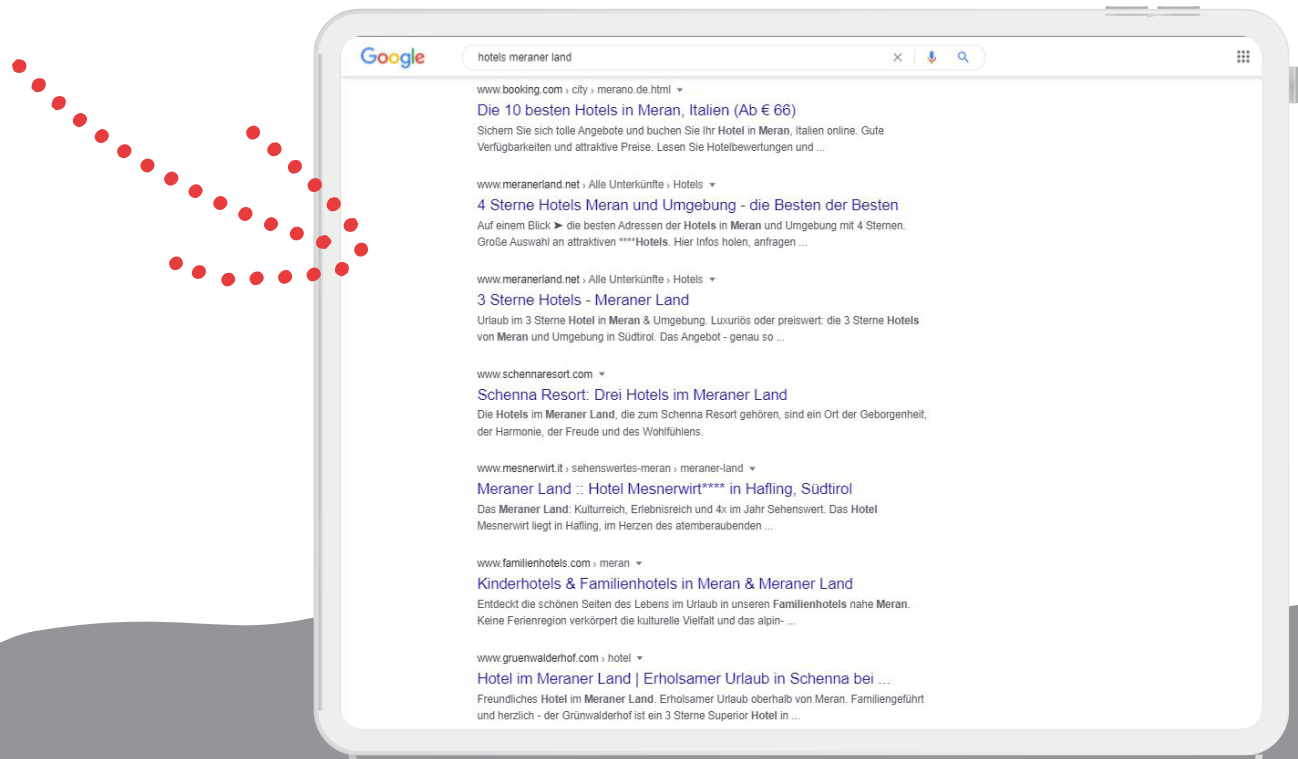 Google
hotels meraner land
www.booking.com › city › merano.de.html
Die 10 besten Hotels in Meran, Italien (Ab € 66)
Sichern Sie sich tolle Angebote und buchen Sie Ihr Hotel in Meran, Italien online. Gute
Verfügbarkeiten und attraktive Preise. Lesen Sie Hotelbewertungen und ...
www.meranerland.net › Alle Unterkünfte › Hotels
4 Sterne Hotels Meran und Umgebung - die Besten der Besten
Auf einem Blick ➤ die besten Adressen der Hotels in Meran und Umgebung mit 4 Sternen.
Große Auswahl an attraktiven ****Hotels. Hier Infos holen, anfragen ...
www.meranerland.net › Alle Unterkünfte › Hotels
3 Sterne Hotels - Meraner Land
Urlaub im 3 Sterne Hotel in Meran & Umgebung. Luxuriös oder preiswert: die 3 Sterne Hotels
von Meran und Umgebung in Südtirol. Das Angebot - genau so ...
www.schennaresort.com
Schenna Resort: Drei Hotels im Meraner Land
Die Hotels im Meraner Land, die zum Schenna Resort gehören, sind ein Ort der Geborgenheit,
der Harmonie, der Freude und des Wohlfühlens.
www.mesnerwirt.it › sehenswertes-meran › meraner-land
Meraner Land :: Hotel Mesnerwirt**** in Hafling, Südtirol
Das Meraner Land: Kulturreich, Erlebnisreich und 4x im Jahr Sehenswert. Das Hotel
Mesnerwirt liegt in Hafling, im Herzen des atemberaubenden ...
www.familienhotels.com › meran
Kinderhotels & Familienhotels in Meran & Meraner Land
Entdeckt die schönen Seiten des Lebens im Urlaub in unseren Familienhotels nahe Meran.
Keine Ferienregion verkörpert die kulturelle Vielfalt und das alpin- ...
www.gruenwalderhof.com › hotel
Hotel im Meraner Land | Erholsamer Urlaub in Schenna bei ...
Freundliches Hotel im Meraner Land. Erholsamer Urlaub oberhalb von Meran. Familiengeführt
und herzlich - der Grünwalderhof ist ein 3 Sterne Superior Hotel in ...